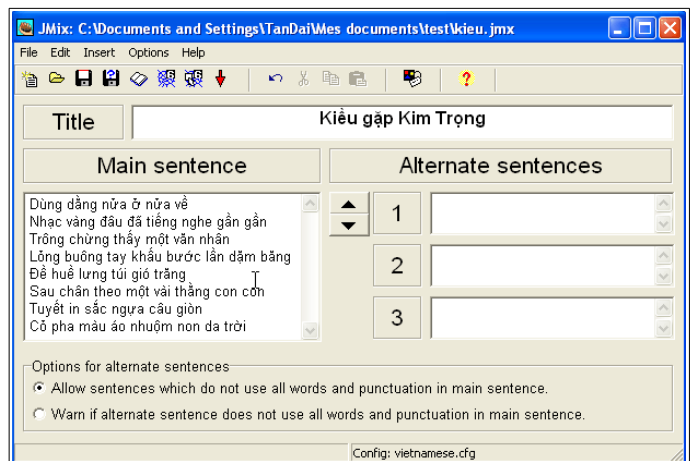 JMix: C:\Documents and Settings\TanDai\Mes documents\test\kieu.jmx
File Edit Insert Options Help
Title
Kiều gặp Kim Trọng
Main sentence
Alternate sentences
Dùng dằng nửa ở nửa về
Nhạc vàng đâu đã tiếng nghe gần gần
Trông chừng thấy một văn nhân
Lỏng buông tay khấu bước lần dặm băng
Đề huề lưng túi gió trăng
Sau chân theo một vài thằng con con
Tuyết in sắc ngựa câu giòn
Cỏ pha màu áo nhuộm non da trời
1
2
3
Options for alternate sentences
Allow sentences which do not use all words and punctuation in main sentence.
Warn if alternate sentence does not use all words and punctuation in main sentence.
Config: vietnamese.cfg